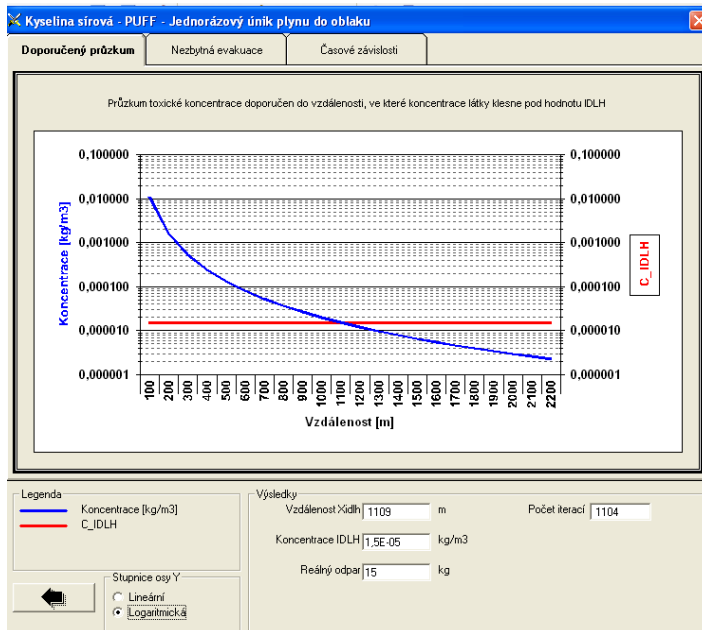 Kyselina sírová - PUFF - Jednorázový únik plynu do oblaku
Doporučený průzkum
Nezbytná evakuace
Časové závislosti
Průzkum toxické koncentrace doporučen do vzdálenosti, ve které koncentrace látky klesne pod hodnotu IDLH
0,100000
0,010000
0,001000
0,000100
0,000010
0,000001
Koncentrace [kg/m3]
0,100000
0,010000
0,001000
0,000100
0,000010
0,000001
C_IDLH
100 200 300 400 500 600 700 800 900 1000 1100 1200 1300 1400 1500 1600 1700 1800 1900 2000 2100 2200
Vzdálenost [m]
Legenda
Koncentrace [kg/m3]
C_IDLH
Stupnice osy Y
Lineární
Logaritmická
Výsledky
Vzdálenost Xidlh 1109 m
Počet iterací 1104
Koncentrace IDLH 1,5E-05 kg/m3
Reálný odpar 15 kg